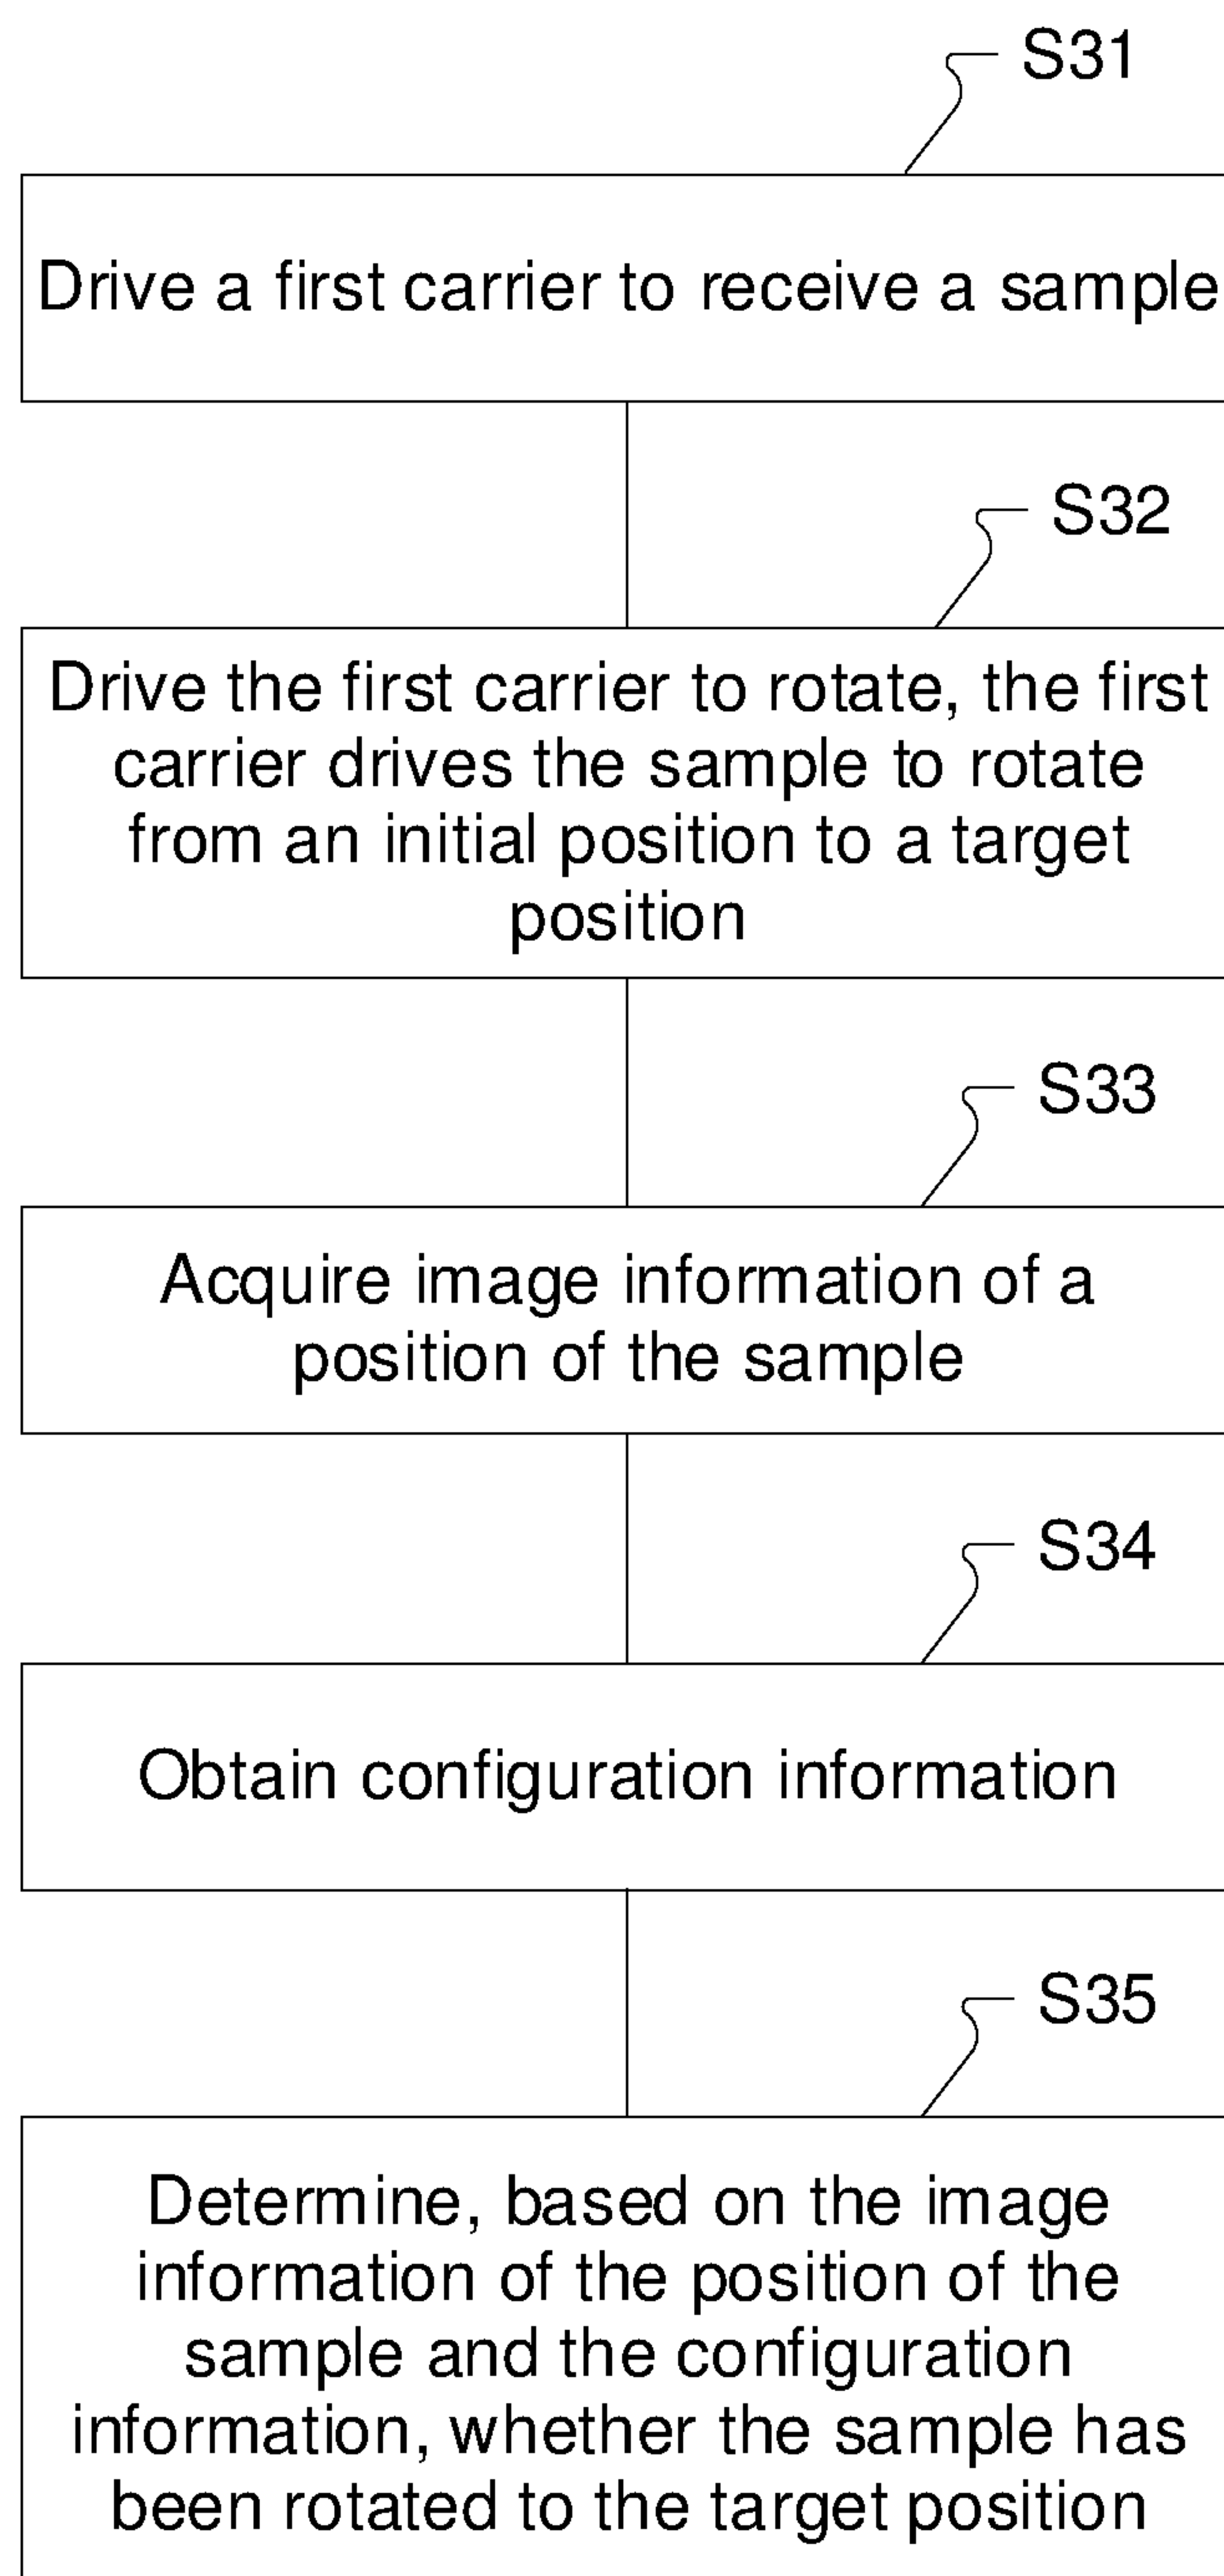 S31
Drive a first carrier to receive a sample
S32
Drive the first carrier to rotate, the first
carrier drives the sample to rotate
from an initial position to a target
position
S33
Acquire image information of a
position of the sample
S34
Obtain configuration information
S35
Determine, based on the image
information of the position of the
sample and the configuration
information, whether the sample has
been rotated to the target position